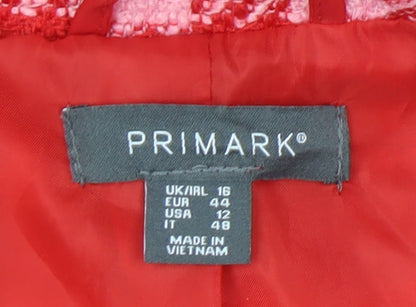 PRIMARK®
UK/IRL 16
EUR 44
USA 12
IT 48
MADE IN
VIETNAM